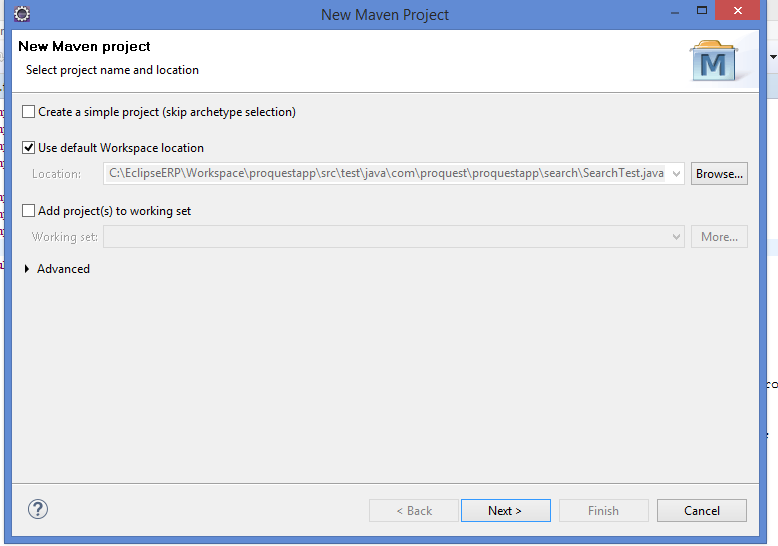 New Maven Project
New Maven project
Select project name and location
M
Create a simple project (skip archetype selection)
Use default Workspace location
Location: C:\EclipseERP\Workspace\proquestapp\src\test\java\com\proquest\proquestapp\search\SearchTest.java Browse...
Add project(s) to working set
Working set: More...
Advanced
? < Back Next > Finish Cancel